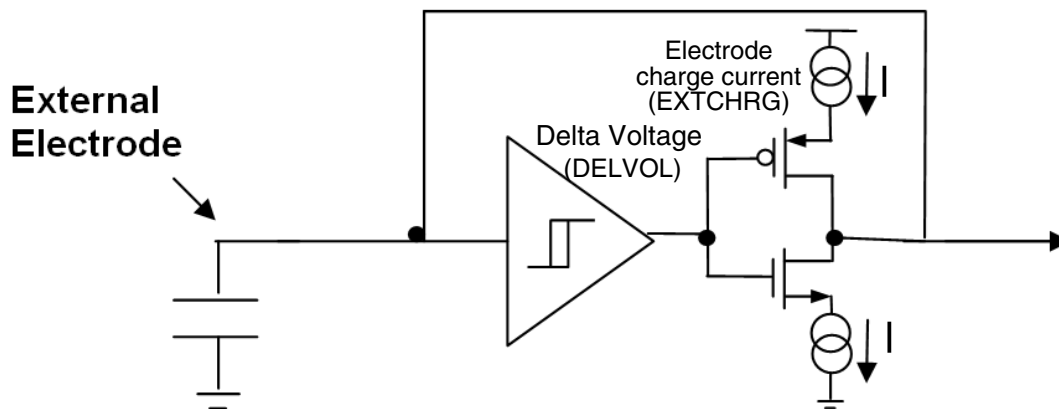 Electrode
charge current
(EXTCHRG)
I
External
Electrode
Delta Voltage
(DELVOL)
I